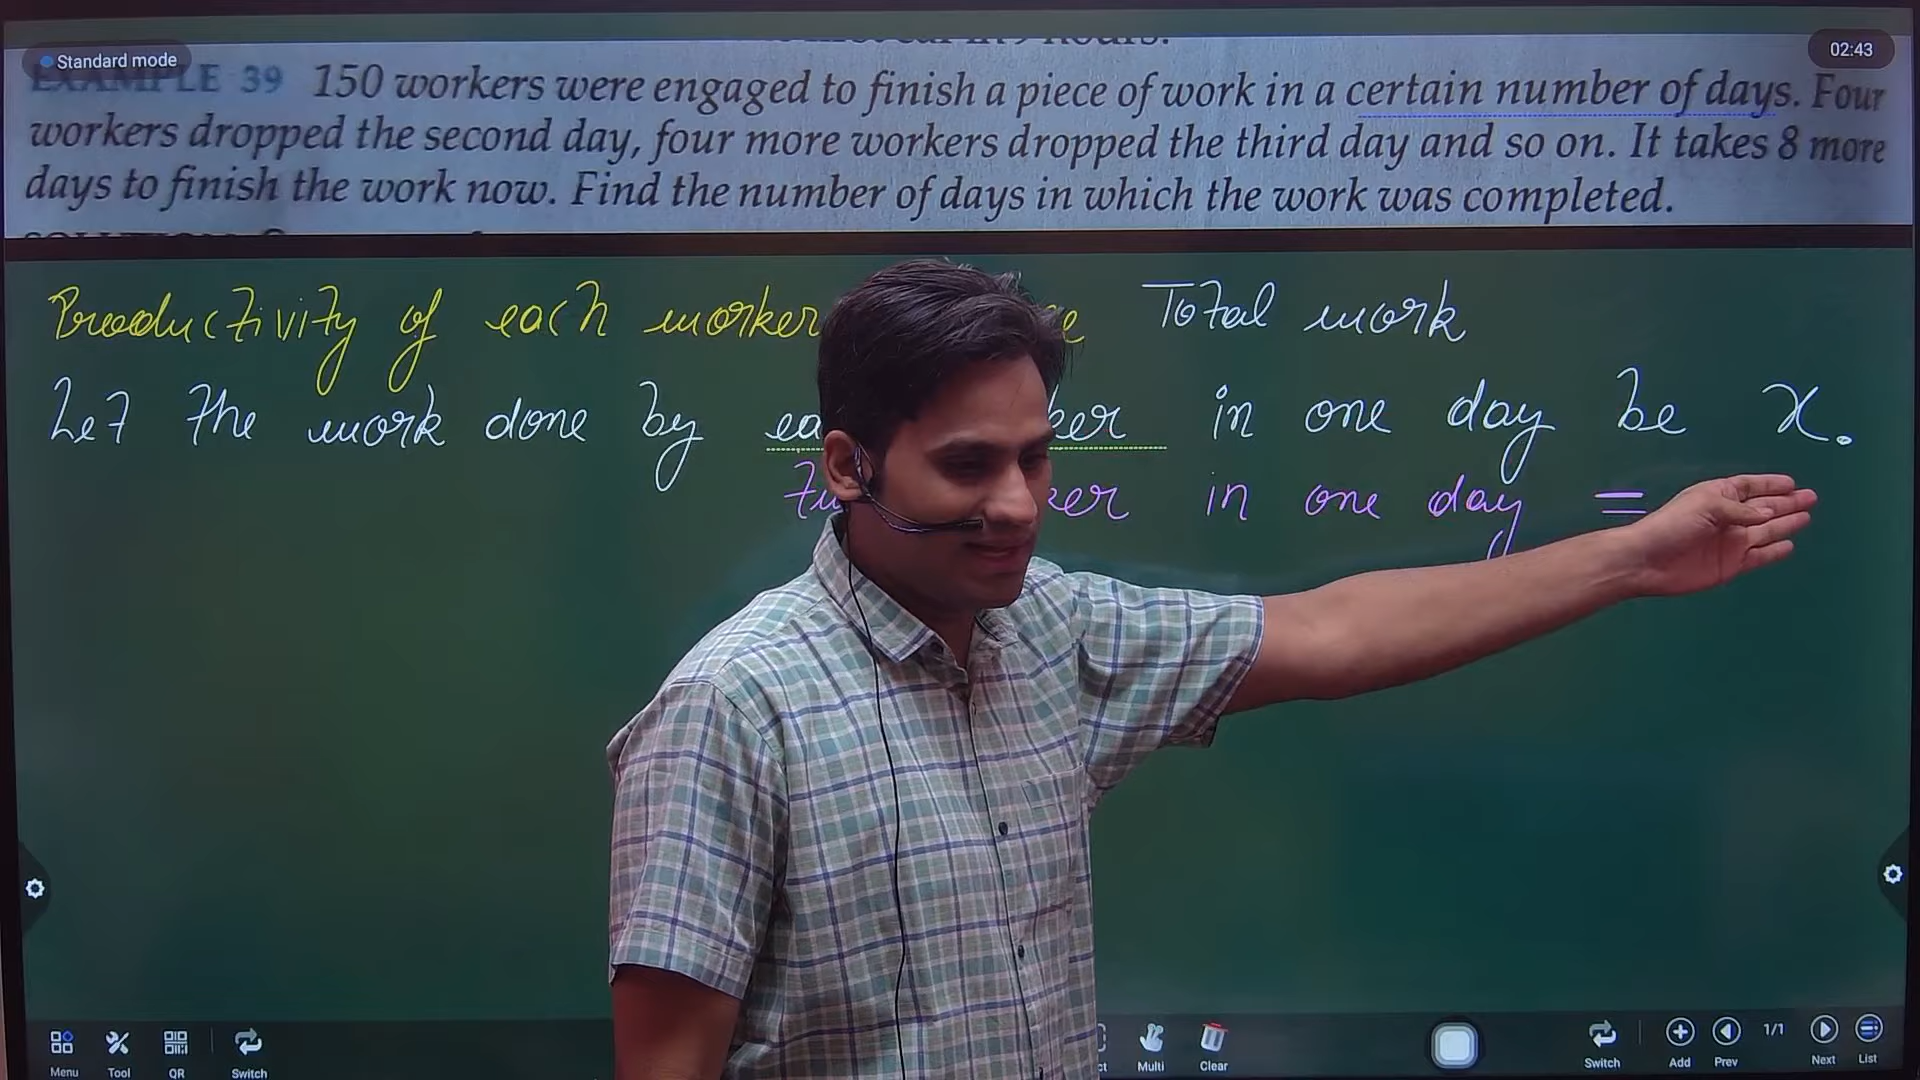 Standard mode
02:43
EXAMPLE 39 150 workers were engaged to finish a piece of work in a certain number of days. Four
workers dropped the second day, four more workers dropped the third day and so on. It takes 8 more
days to finish the work now. Find the number of days in which the work was completed.
Productivity of each worker Total work
Let the work done by ea ker in one day be x.
in one day =
Menu Tool QR Switch Multi Clear Switch Add Prev 1/1 Next List